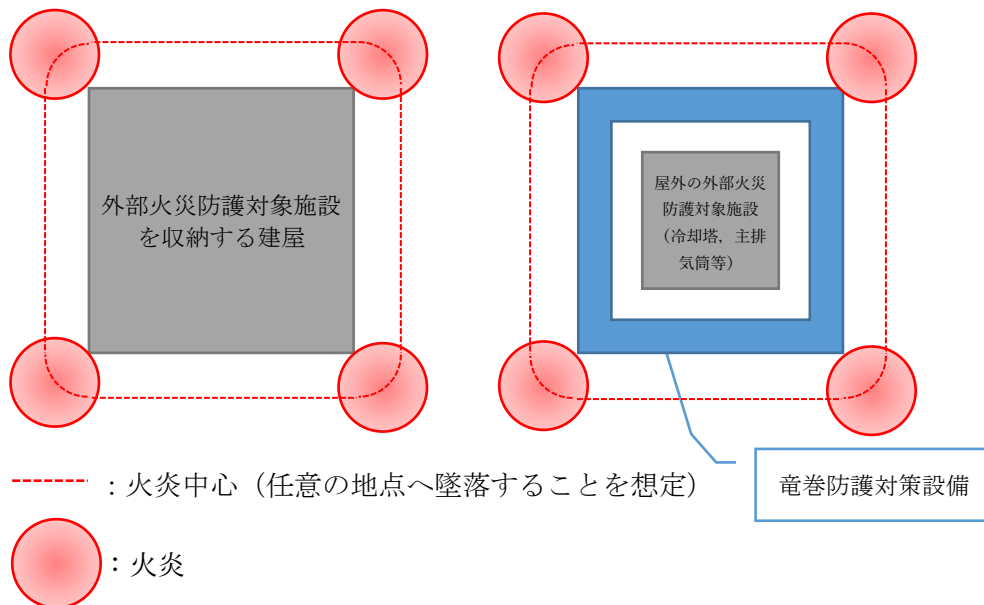 外部火災防護対象施設
を収納する建屋
屋外の外部火災
防護対象施設
（冷却塔，主排
気筒等）
：火炎中心（任意の地点へ墜落することを想定）
竜巻防護対策設備
：火炎